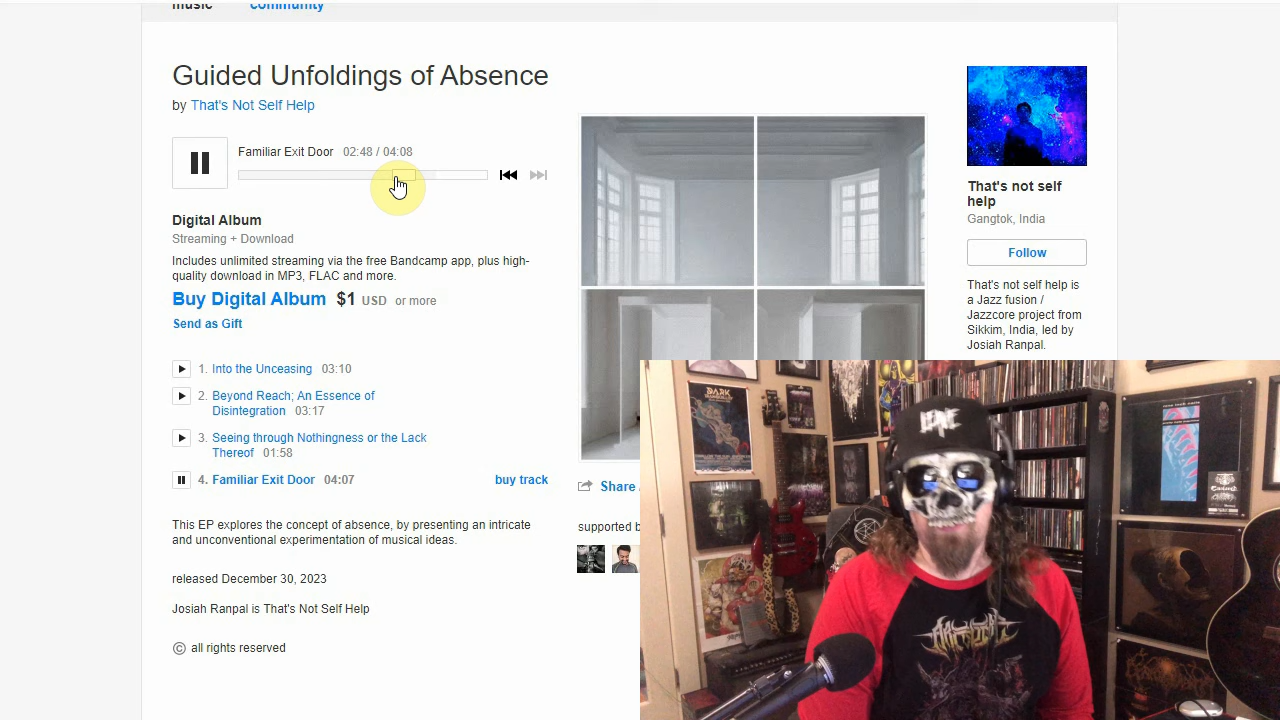 music community
Guided Unfoldings of Absence
by That's Not Self Help
Familiar Exit Door 02:48 / 04:08
Digital Album
Streaming + Download
Includes unlimited streaming via the free Bandcamp app, plus high-
quality download in MP3, FLAC and more.
Buy Digital Album $1 USD or more
Send as Gift
1. Into the Unceasing 03:10
2. Beyond Reach; An Essence of
Disintegration 03:17
3. Seeing through Nothingness or the Lack
Thereof 01:58
4. Familiar Exit Door 04:07 buy track
This EP explores the concept of absence, by presenting an intricate
and unconventional experimentation of musical ideas.
released December 30, 2023
Josiah Ranpal is That's Not Self Help
© all rights reserved
Share
supported b
That's not self
help
Gangtok, India
Follow
That's not self help is
a Jazz fusion /
Jazzcore project from
Sikkim, India, led by
Josiah Ranpal.
DARK
TRANQUILLITY